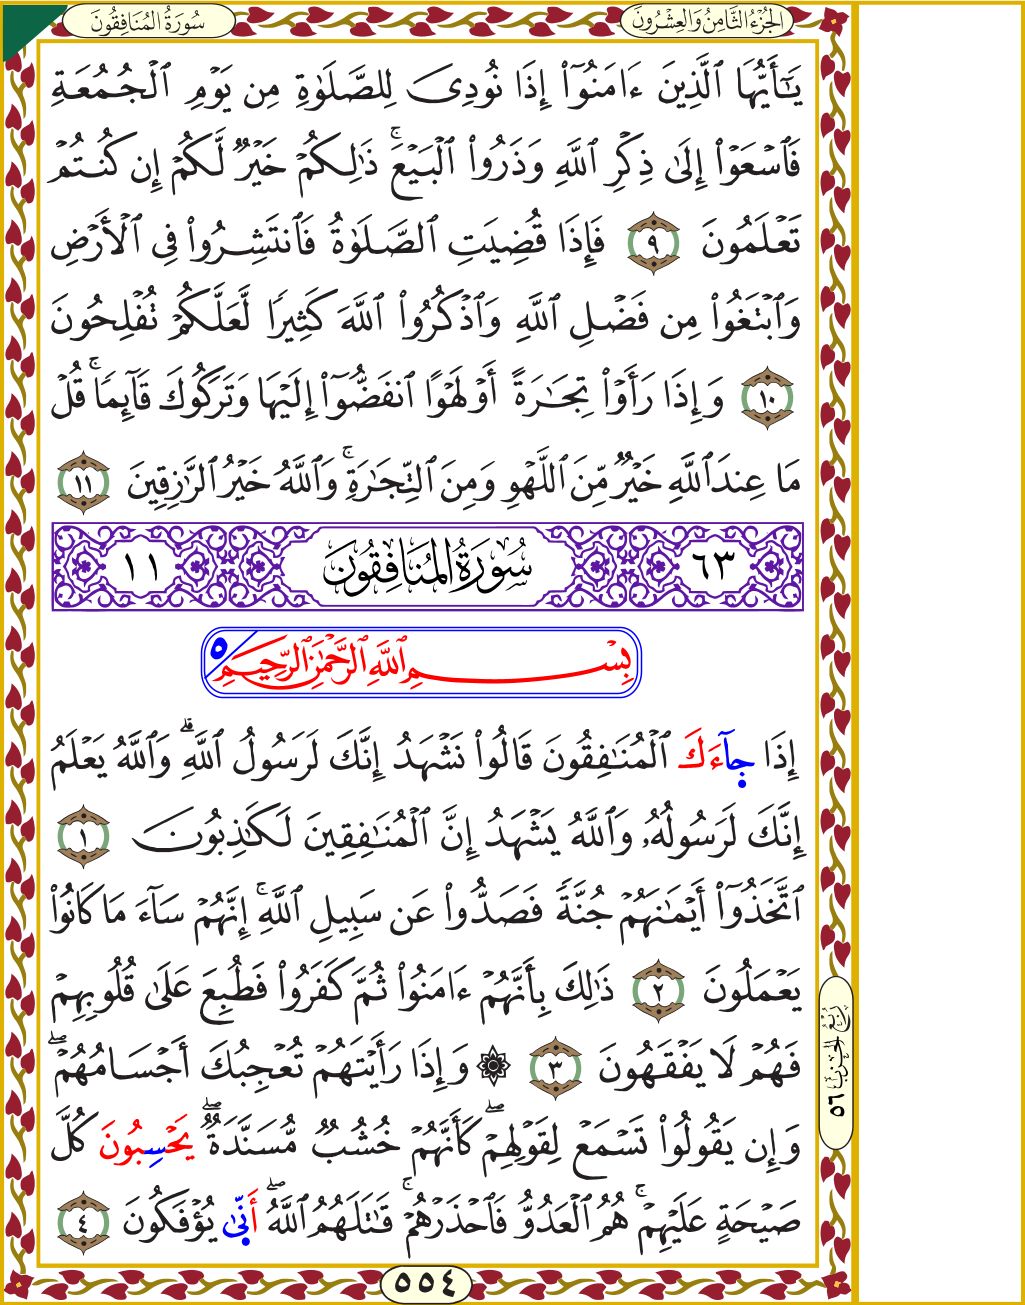 الجُزْءُ الثَّامِنُ وَالعِشْرُونَ
سُورَةُ المُنَافِقُونَ
يَـٰٓأَيُّهَا ٱلَّذِينَ ءَامَنُوٓا۟ إِذَا نُودِىَ لِلصَّلَوٰةِ مِن يَوْمِ ٱلْجُمُعَةِ
فَٱسْعَوْا۟ إِلَىٰ ذِكْرِ ٱللَّهِ وَذَرُوا۟ ٱلْبَيْعَ ۚ ذَٰلِكُمْ خَيْرٌ لَّكُمْ إِن كُنتُمْ
تَعْلَمُونَ ٩ فَإِذَا قُضِيَتِ ٱلصَّلَوٰةُ فَٱنتَشِرُوا۟ فِى ٱلْأَرْضِ
وَٱبْتَغُوا۟ مِن فَضْلِ ٱللَّهِ وَٱذْكُرُوا۟ ٱللَّهَ كَثِيرًا لَّعَلَّكُمْ تُفْلِحُونَ
١٠ وَإِذَا رَأَوْا۟ تِجَـٰرَةً أَوْ لَهْوًا ٱنفَضُّوٓا۟ إِلَيْهَا وَتَرَكُوكَ قَآئِمًا ۚ قُلْ
مَا عِندَ ٱللَّهِ خَيْرٌ مِّنَ ٱللَّهْوِ وَمِنَ ٱلتِّجَـٰرَةِ ۚ وَٱللَّهُ خَيْرُ ٱلرَّٰزِقِينَ ١١
٦٣ سُورَةُ المُنَافِقُونَ ١١
بِسْمِ ٱللَّهِ ٱلرَّحْمَـٰنِ ٱلرَّحِيمِ ٥
إِذَا جَآءَكَ ٱلْمُنَـٰفِقُونَ قَالُوا۟ نَشْهَدُ إِنَّكَ لَرَسُولُ ٱللَّهِ ۗ وَٱللَّهُ يَعْلَمُ
إِنَّكَ لَرَسُولُهُۥ وَٱللَّهُ يَشْهَدُ إِنَّ ٱلْمُنَـٰفِقِينَ لَكَـٰذِبُونَ ١
ٱتَّخَذُوٓا۟ أَيْمَـٰنَهُمْ جُنَّةً فَصَدُّوا۟ عَن سَبِيلِ ٱللَّهِ ۚ إِنَّهُمْ سَآءَ مَا كَانُوا۟
يَعْمَلُونَ ٢ ذَٰلِكَ بِأَنَّهُمْ ءَامَنُوا۟ ثُمَّ كَفَرُوا۟ فَطُبِعَ عَلَىٰ قُلُوبِهِمْ
فَهُمْ لَا يَفْقَهُونَ ٣ ۞ وَإِذَا رَأَيْتَهُمْ تُعْجِبُكَ أَجْسَامُهُمْ ۖ
وَإِن يَقُولُوا۟ تَسْمَعْ لِقَوْلِهِمْ ۖ كَأَنَّهُمْ خُشُبٌ مُّسَنَّدَةٌ ۖ يَحْسِبُونَ كُلَّ
صَيْحَةٍ عَلَيْهِمْ ۚ هُمُ ٱلْعَدُوُّ فَٱحْذَرْهُمْ ۚ قَـٰتَلَهُمُ ٱللَّهُ ۖ أَنَّىٰ يُؤْفَكُونَ ٤
رُبْعُ الحِزْبِ ٥٦
٥٥٤